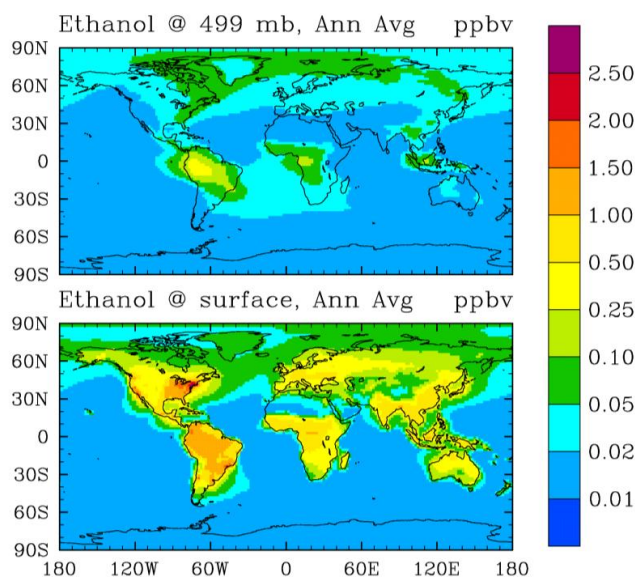 Ethanol @ 499 mb, Ann Avg ppbv
90N
60N
30N
0
30S
60S
90S
Ethanol @ surface, Ann Avg ppbv
90N
60N
30N
0
30S
60S
90S
180 120W 60W 0 60E 120E 180
2.50
2.00
1.50
1.00
0.50
0.25
0.10
0.05
0.02
0.01